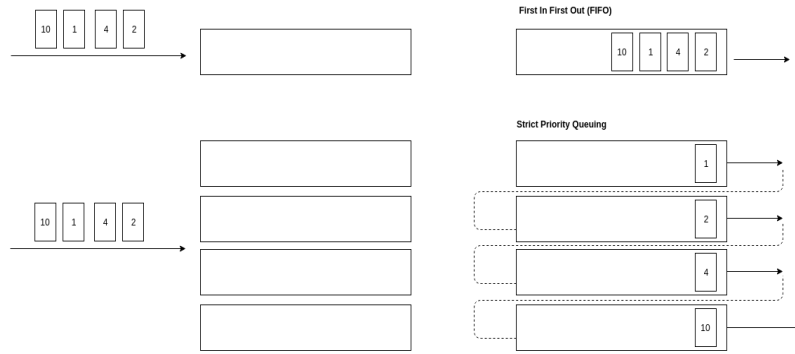 First In First Out (FIFO)
10 1 4 2
10 1 4 2
Strict Priority Queuing
1
10 1 4 2
2
4
10